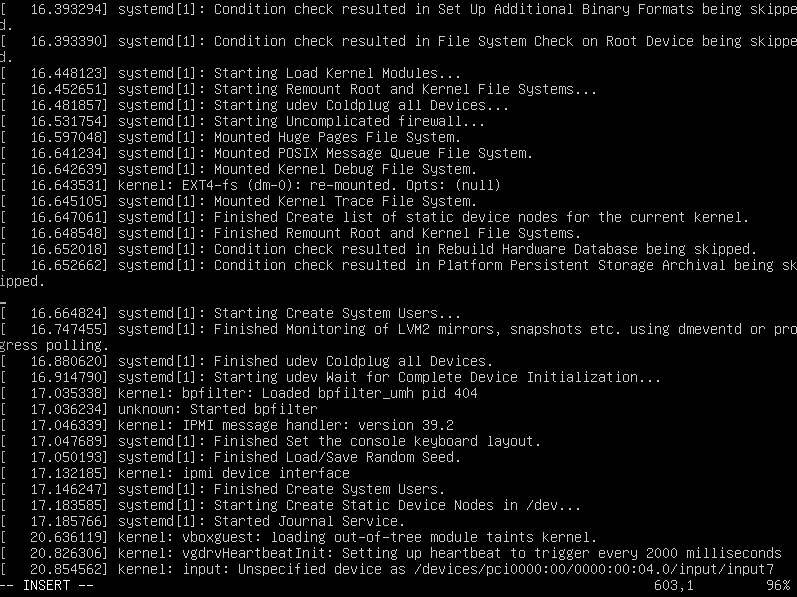 [   16.393294] systemd[1]: Condition check resulted in Set Up Additional Binary Formats being skippe
d.
[   16.393390] systemd[1]: Condition check resulted in File System Check on Root Device being skippe
d.
[   16.448123] systemd[1]: Starting Load Kernel Modules...
[   16.452651] systemd[1]: Starting Remount Root and Kernel File Systems...
[   16.481857] systemd[1]: Starting udev Coldplug all Devices...
[   16.531754] systemd[1]: Starting Uncomplicated firewall...
[   16.597048] systemd[1]: Mounted Huge Pages File System.
[   16.641234] systemd[1]: Mounted POSIX Message Queue File System.
[   16.642639] systemd[1]: Mounted Kernel Debug File System.
[   16.643531] kernel: EXT4-fs (dm-0): re-mounted. Opts: (null)
[   16.645105] systemd[1]: Mounted Kernel Trace File System.
[   16.647061] systemd[1]: Finished Create list of static device nodes for the current kernel.
[   16.648548] systemd[1]: Finished Remount Root and Kernel File Systems.
[   16.652018] systemd[1]: Condition check resulted in Rebuild Hardware Database being skipped.
[   16.652662] systemd[1]: Condition check resulted in Platform Persistent Storage Archival being sk
ipped.
[   16.664824] systemd[1]: Starting Create System Users...
[   16.747455] systemd[1]: Finished Monitoring of LVM2 mirrors, snapshots etc. using dmeventd or pro
gress polling.
[   16.880620] systemd[1]: Finished udev Coldplug all Devices.
[   16.914790] systemd[1]: Starting udev Wait for Complete Device Initialization...
[   17.035338] kernel: bpfilter: Loaded bpfilter_umh pid 404
[   17.036234] unknown: Started bpfilter
[   17.046339] kernel: IPMI message handler: version 39.2
[   17.047689] systemd[1]: Finished Set the console keyboard layout.
[   17.050193] systemd[1]: Finished Load/Save Random Seed.
[   17.132185] kernel: ipmi device interface
[   17.146247] systemd[1]: Finished Create System Users.
[   17.183585] systemd[1]: Starting Create Static Device Nodes in /dev...
[   17.185766] systemd[1]: Started Journal Service.
[   20.636119] kernel: vboxguest: loading out-of-tree module taints kernel.
[   20.826306] kernel: vgdrvHeartbeatInit: Setting up heartbeat to trigger every 2000 milliseconds
[   20.854562] kernel: input: Unspecified device as /devices/pci0000:00/0000:00:04.0/input/input7
-- INSERT -- 603,1 96%